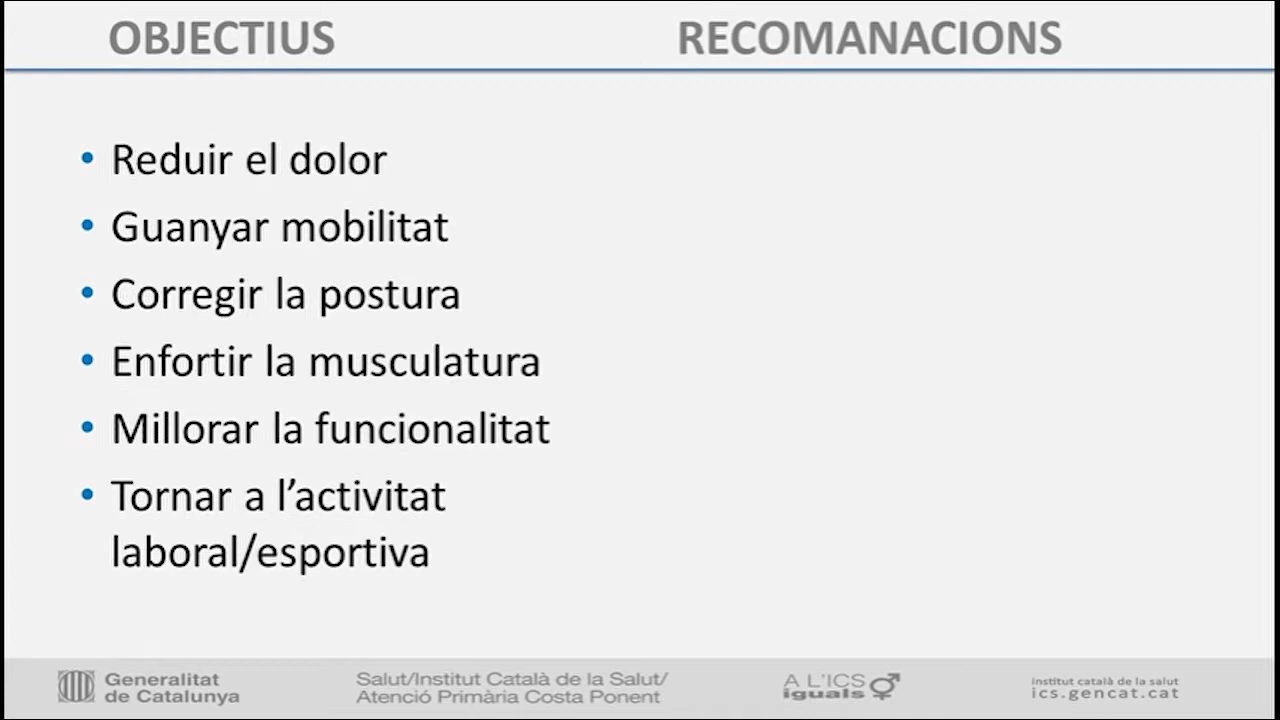 OBJECTIUS
RECOMANACIONS
• Reduir el dolor
• Guanyar mobilitat
• Corregir la postura
• Enfortir la musculatura
• Millorar la funcionalitat
• Tornar a l’activitat
laboral/esportiva
Generalitat
de Catalunya
Salut/Institut Català de la Salut/
Atenció Primària Costa Ponent
A L'ICS
iguals
institut català de la salut
ics.gencat.cat